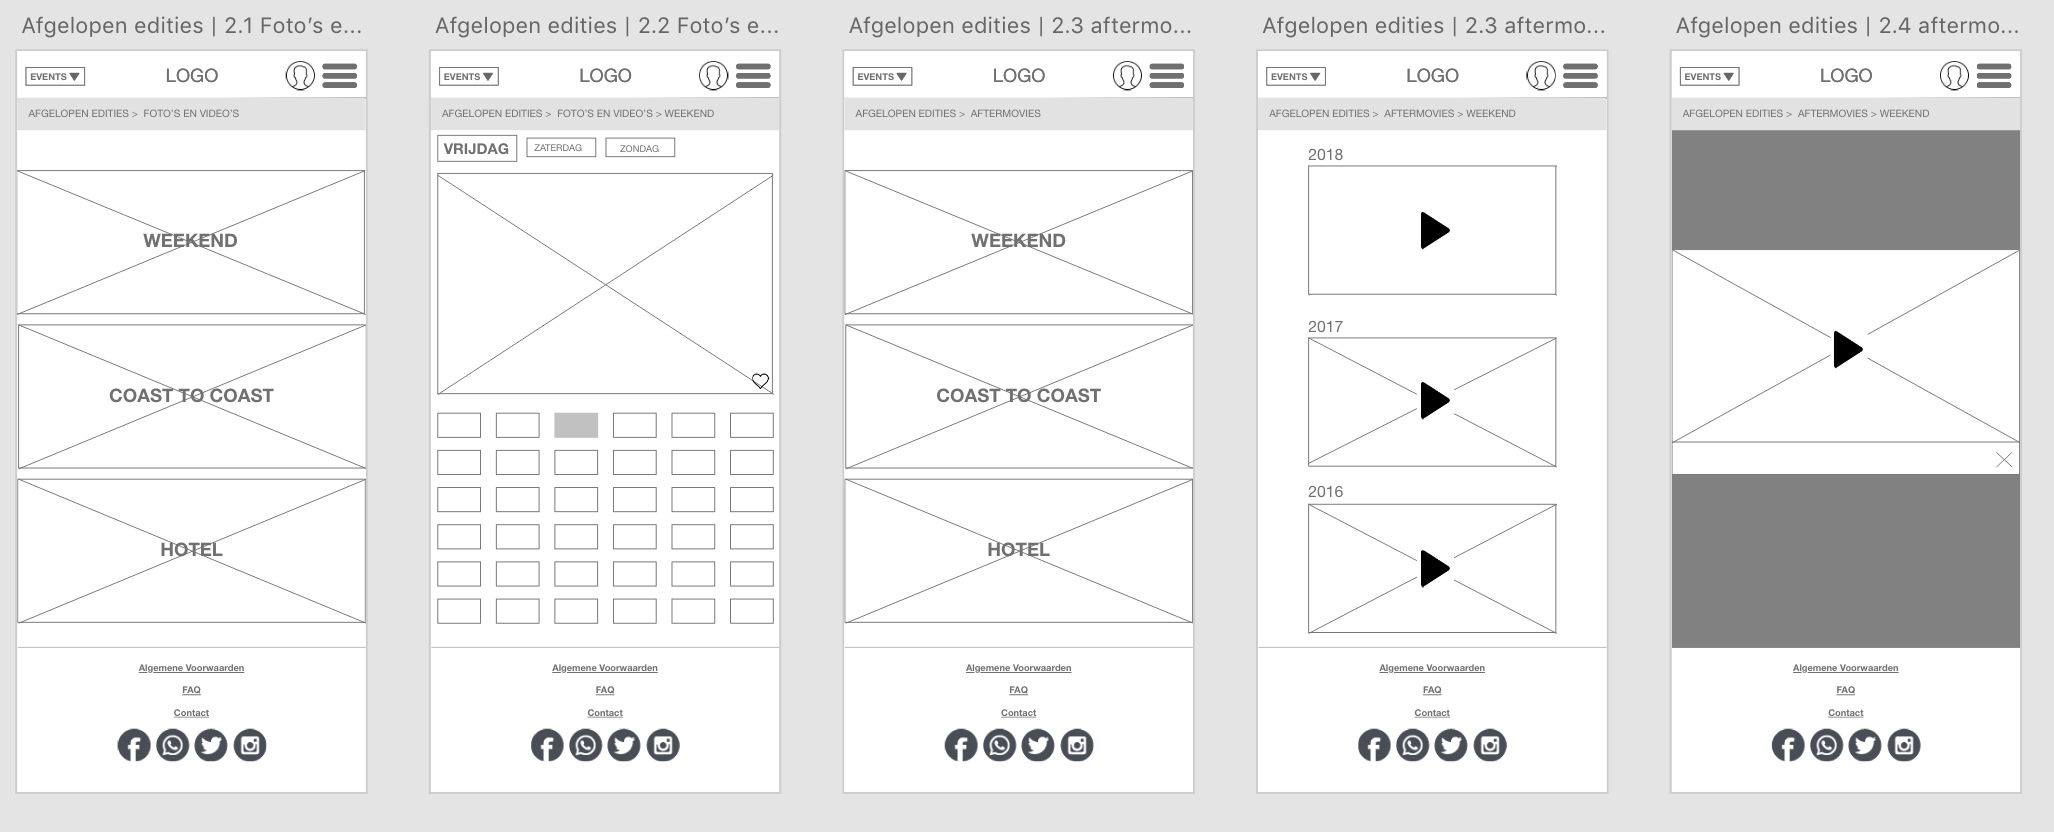 Afgelopen edities | 2.1 Foto’s e...
EVENTS
LOGO
AFGELOPEN EDITIES > FOTO'S EN VIDEO'S
WEEKEND
COAST TO COAST
HOTEL
Algemene Voorwaarden
FAQ
Contact
Afgelopen edities | 2.2 Foto’s e...
EVENTS
LOGO
AFGELOPEN EDITIES > FOTO'S EN VIDEO'S > WEEKEND
VRIJDAG ZATERDAG ZONDAG
Algemene Voorwaarden
FAQ
Contact
Afgelopen edities | 2.3 aftermo...
EVENTS
LOGO
AFGELOPEN EDITIES > AFTERMOVIES
WEEKEND
COAST TO COAST
HOTEL
Algemene Voorwaarden
FAQ
Contact
Afgelopen edities | 2.3 aftermo...
EVENTS
LOGO
AFGELOPEN EDITIES > AFTERMOVIES > WEEKEND
2018
2017
2016
Algemene Voorwaarden
FAQ
Contact
Afgelopen edities | 2.4 aftermo...
EVENTS
LOGO
AFGELOPEN EDITIES > AFTERMOVIES > WEEKEND
Algemene Voorwaarden
FAQ
Contact